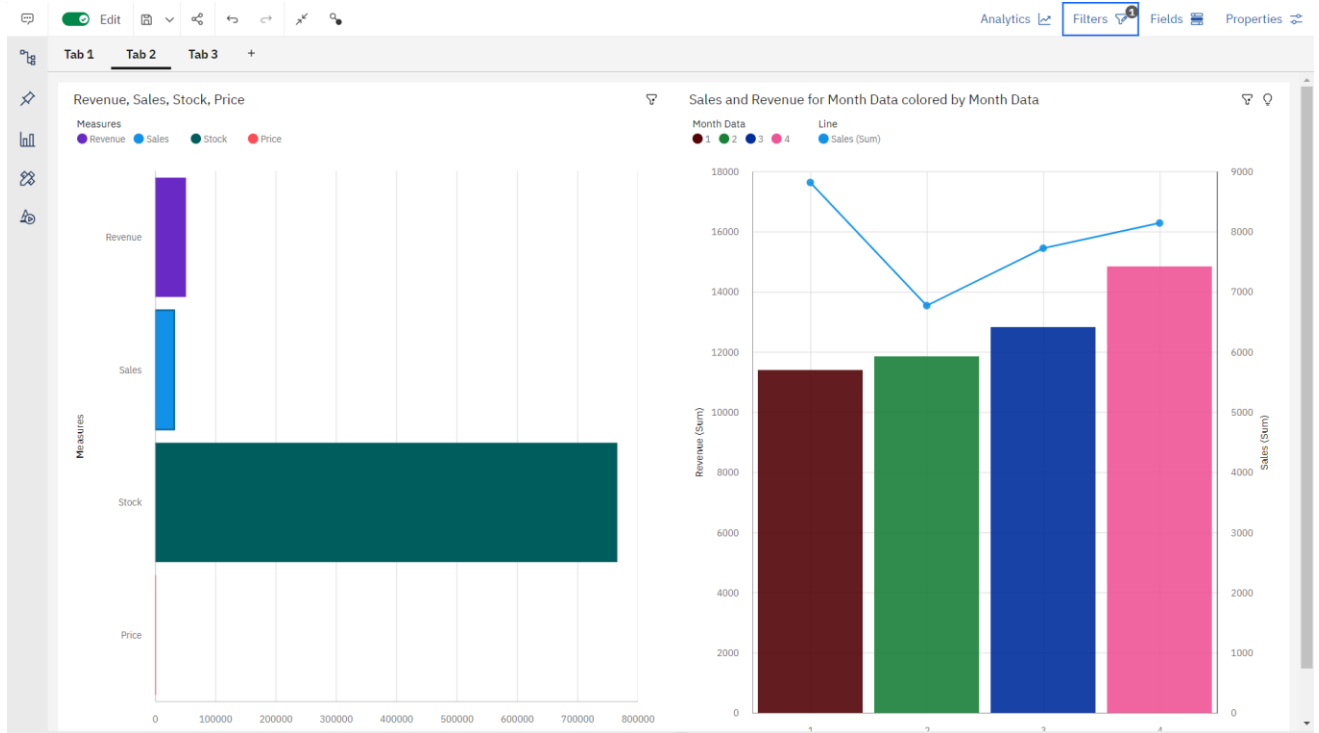 Edit
Analytics
Filters 1
Fields
Properties
Tab 1 Tab 2 Tab 3 +
Revenue, Sales, Stock, Price
Measures
Revenue Sales Stock Price
Revenue
Sales
Stock
Price
Measures
0 100000 200000 300000 400000 500000 600000 700000 800000
Sales and Revenue for Month Data colored by Month Data
Month Data Line
1 2 3 4 Sales (Sum)
18000
16000
14000
12000
10000
8000
6000
4000
2000
0
Revenue (Sum)
9000
8000
7000
6000
5000
4000
3000
2000
1000
0
Sales (Sum)
1 2 3 4